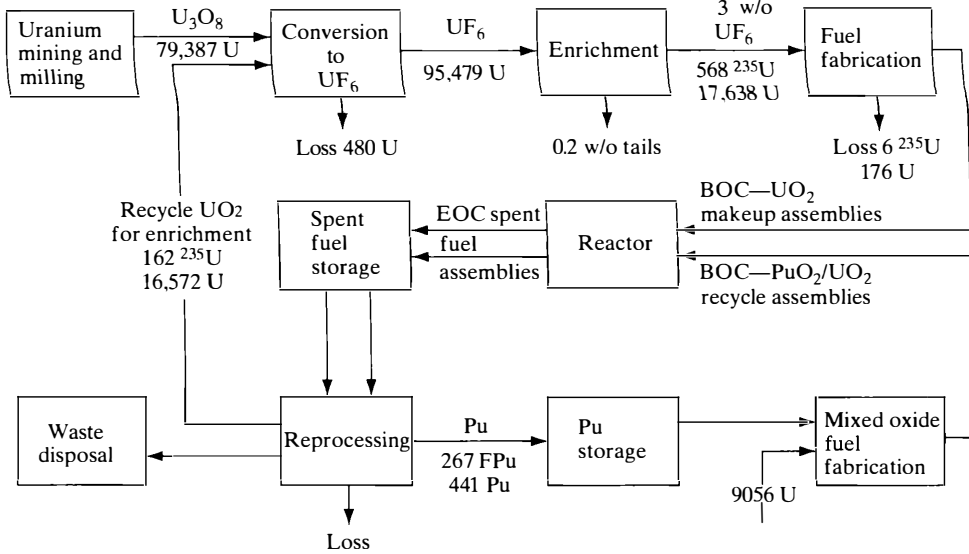 Uranium
mining and
milling
U₃O₈
79,387 U
Conversion
to
UF₆
UF₆
95,479 U
Enrichment
3 w/o
UF₆
568 ²³⁵U
17,638 U
Fuel
fabrication
Loss 480 U
0.2 w/o tails
Loss 6 ²³⁵U
176 U
Recycle UO2
for enrichment
162 ²³⁵U
16,572 U
Spent
fuel
storage
EOC spent
fuel
assemblies
Reactor
BOC—UO₂
makeup assemblies
BOC—PuO₂/UO₂
recycle assemblies
Waste
disposal
Reprocessing
Pu
267 FPu
441 Pu
Pu
storage
Mixed oxide
fuel
fabrication
9056 U
Loss